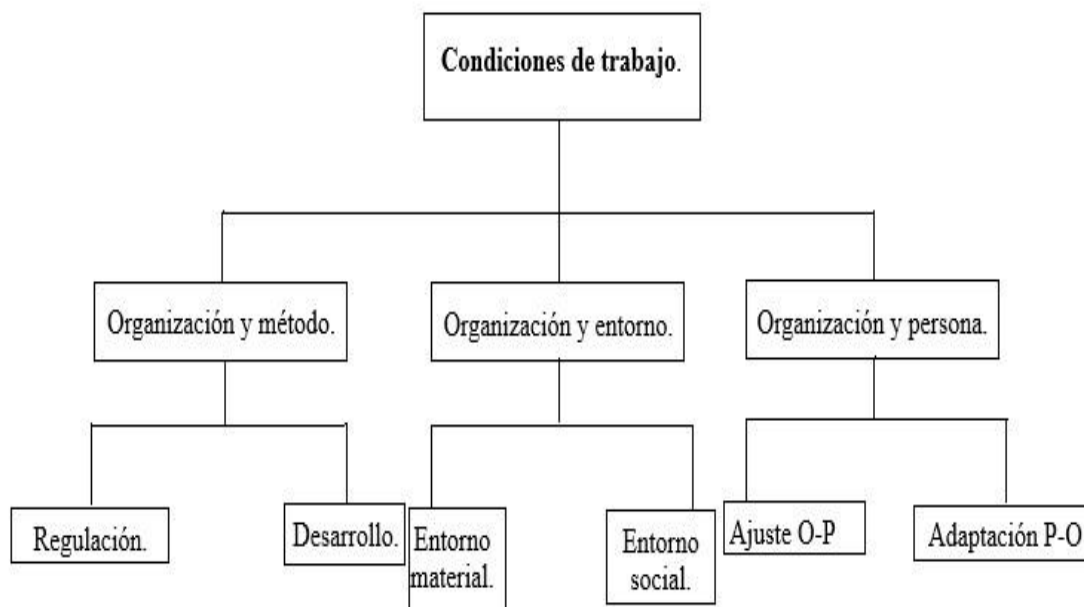 Condiciones de trabajo.
Organización y método.
Organización y entorno.
Organización y persona.
Regulación.
Desarrollo.
Entorno
material.
Entorno
social.
Ajuste O-P
Adaptación P-O